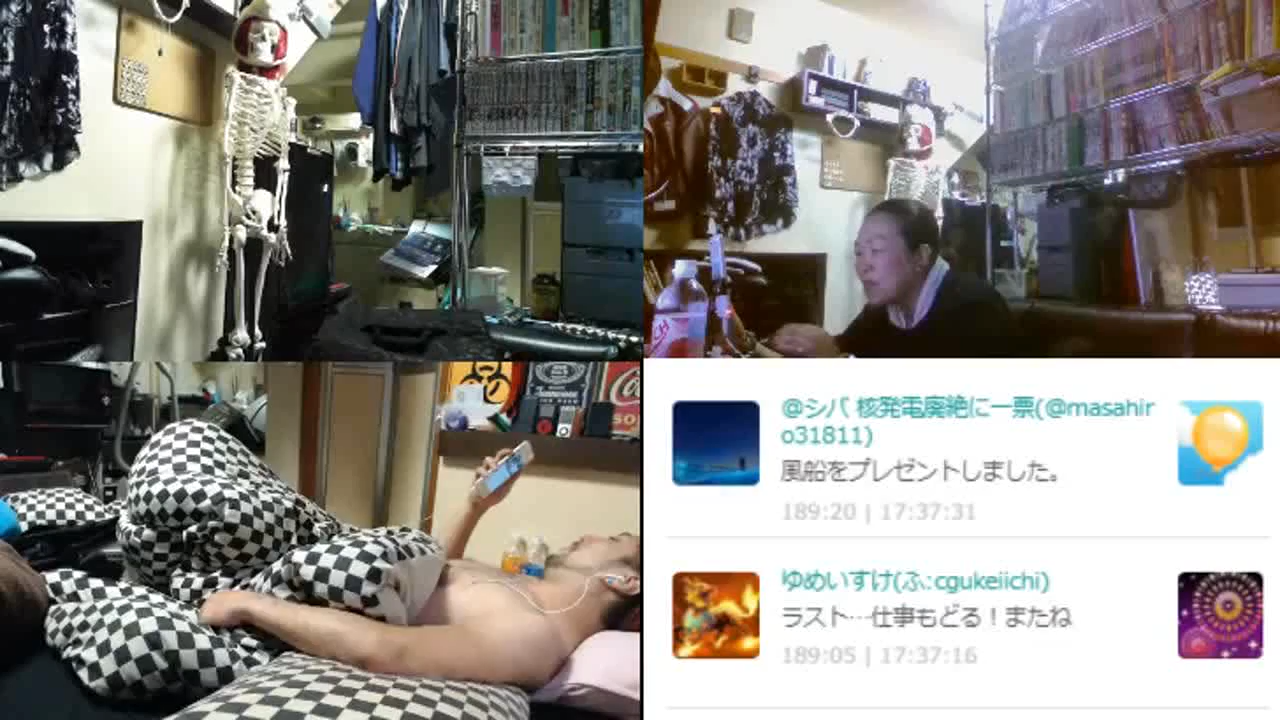 Coca
SO
@シバ 核発電廃絶に一票(@masahir
o31811)
風船をプレゼントしました。
189:20 | 17:37:31
ゆめいすけ(ふ:cgukeiichi)
ラスト…仕事もどる！またね
189:05 | 17:37:16